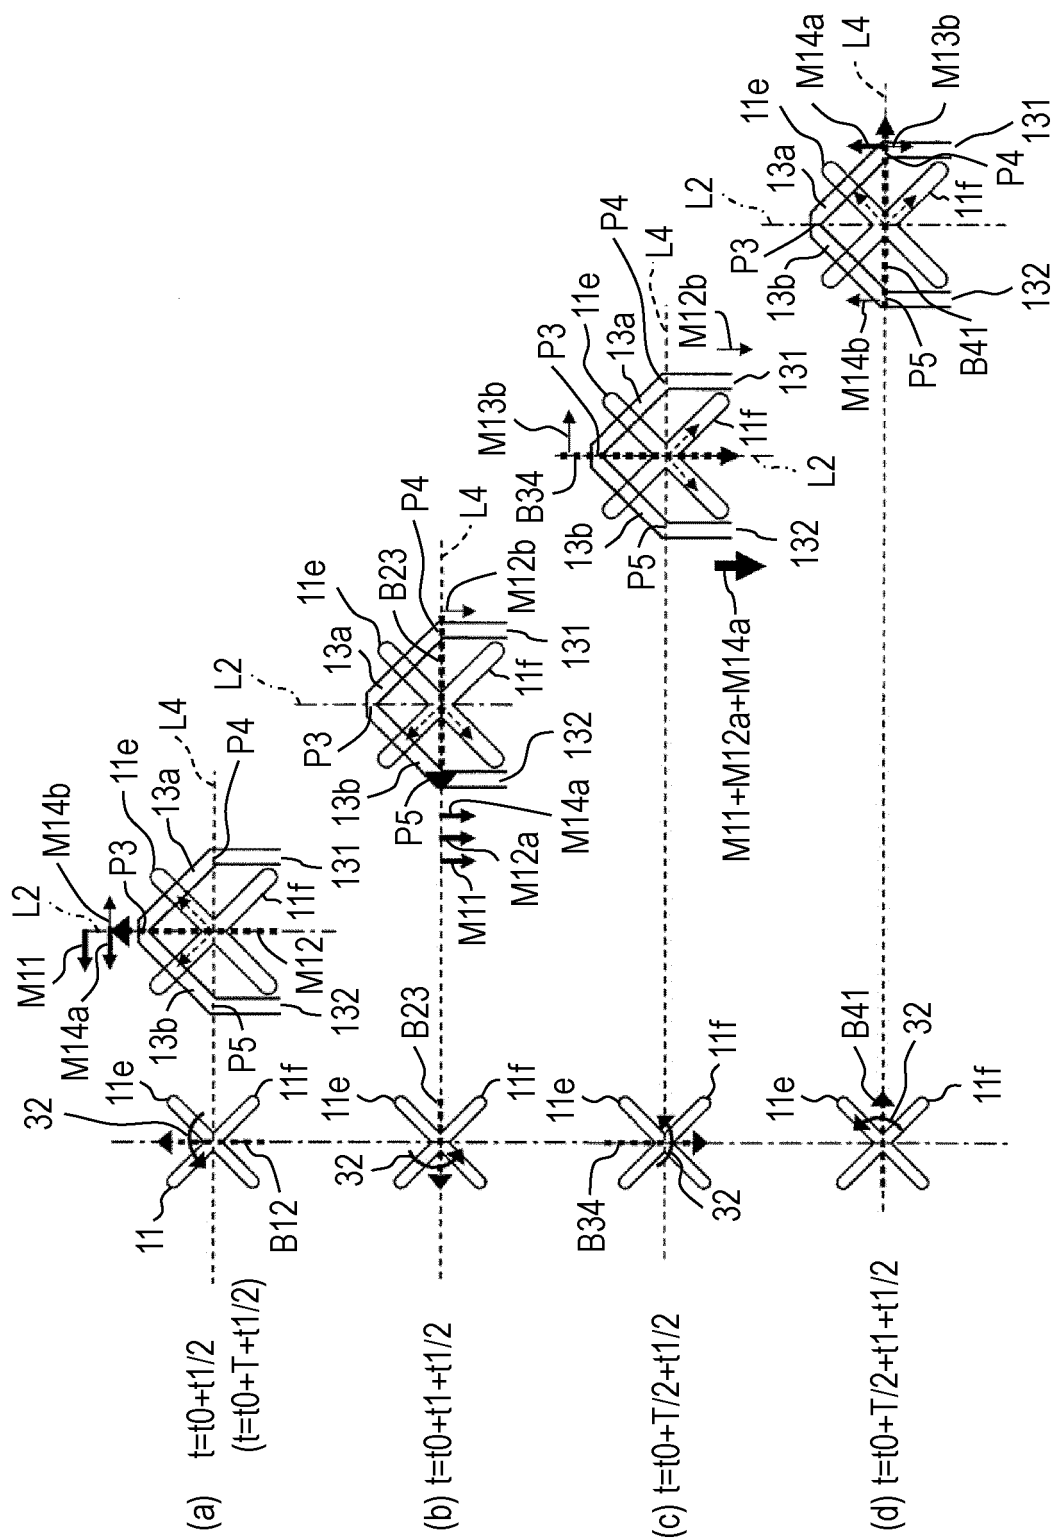 (a)
t=t0+t1/2
(t=t0+T+t1/2)
11
32
11e
11f
B12
M11
M14a
L2
M14b
P3
11e
13a
L4
P4
13b
P5
132
M12
11f
131
(b) t=t0+t1+t1/2
32
11e
B23
11f
L2
P3
13a
11e
B23
P4
L4
13b
P5
M11
M12a
M14a
132
11f
131
M12b
(c) t=t0+T/2+t1/2
B34
11e
11f
32
B34
M13b
P3
11e
13a
P4
L4
13b
P5
132
M11+M12a+M14a
L2
11f
131
M12b
(d) t=t0+T/2+t1+t1/2
11e
B41
32
11f
L2
P3
13a
11e
M14a
L4
13b
M14b
P5
B41
132
11f
P4
131
M13b